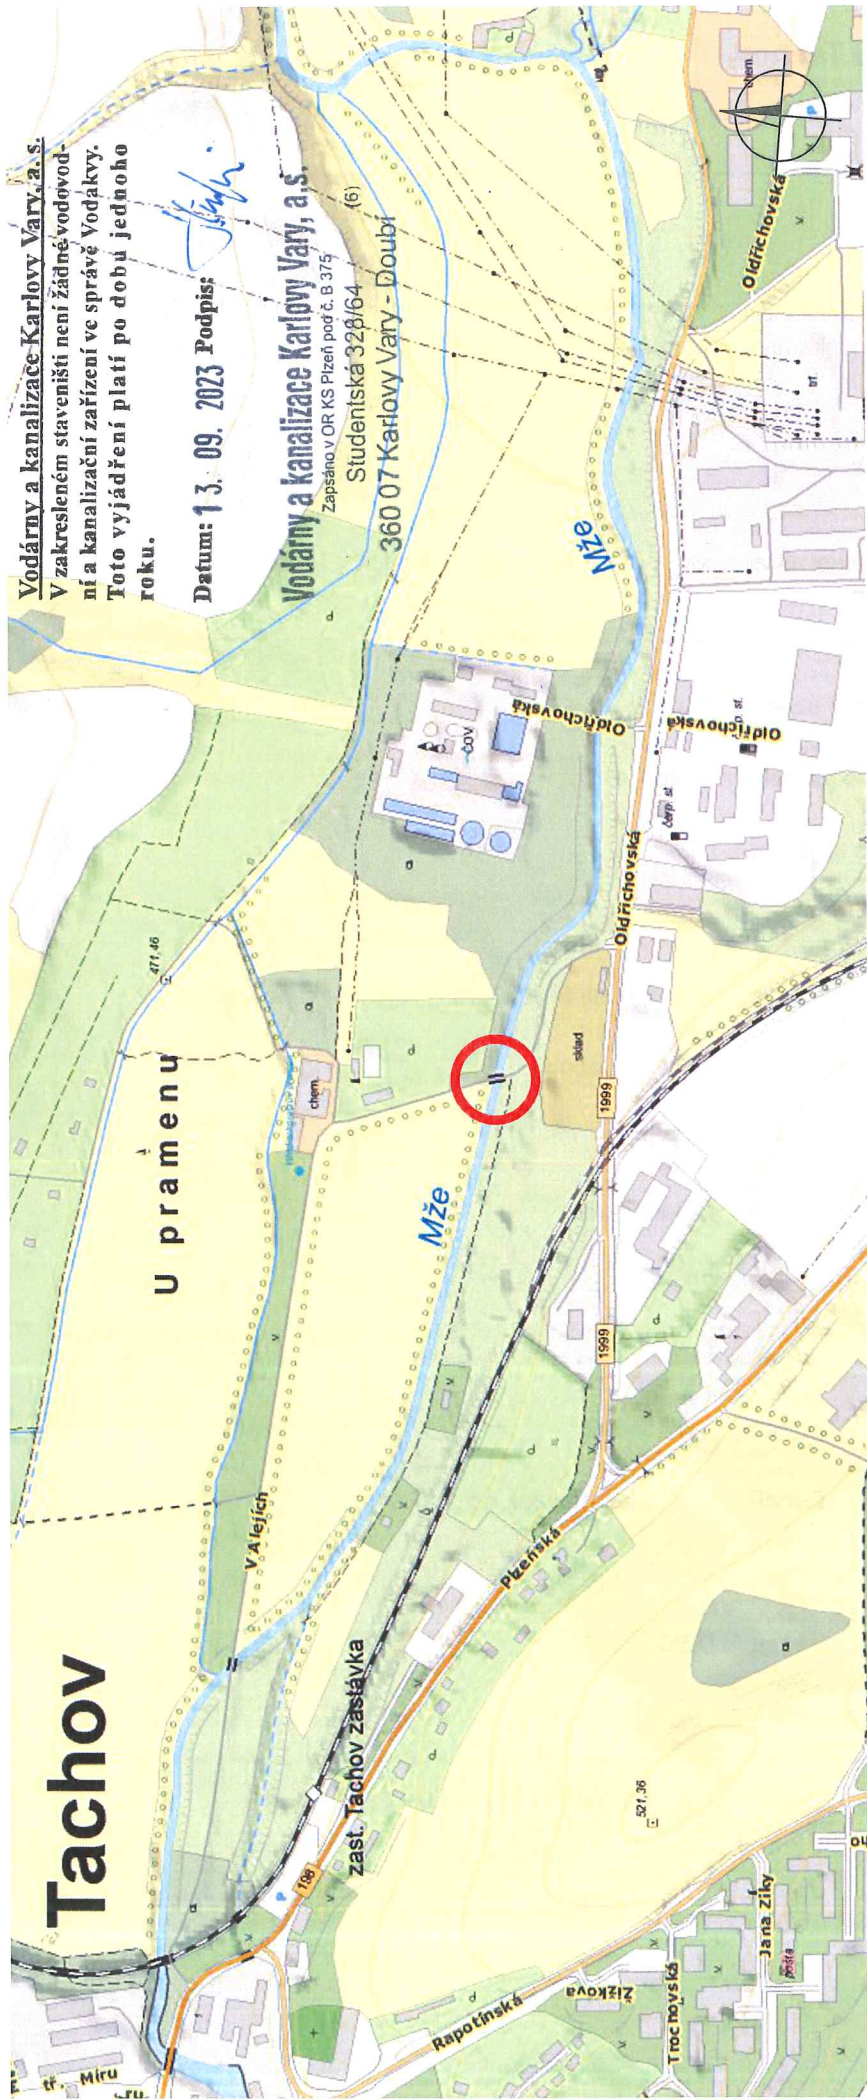 Vodárny a kanalizace Karlovy Vary, a. s.
V zakresleném staveništi není žádné vodovod-
ní a kanalizační zařízení ve správě Vodakvy.
Toto vyjádření platí po dobu jednoho
roku.
Datum: 13. 09. 2023 Podpis:
Vodárny a kanalizace Karlovy Vary, a.s.
Zapsáno v OR KS Plzeň pod č. B 375
Studentská 328/64
(6)
360 07 Karlovy Vary - Doubí
Tachov
U pramenu
471,46
V Alejích
chem.
Mže
Mže
ČOV
Oldřichovská
Oldřichovská
Oldřichovská
Oldřichovská
čerp. st.
p. st.
sklad
1999
1999
tr.
chem.
P
zast. Tachov zastávka
198
P
Plzeňská
521,36
Rapotínská
Žižkova
Trochovská
Jana Ziky
pošta
tř. Míru